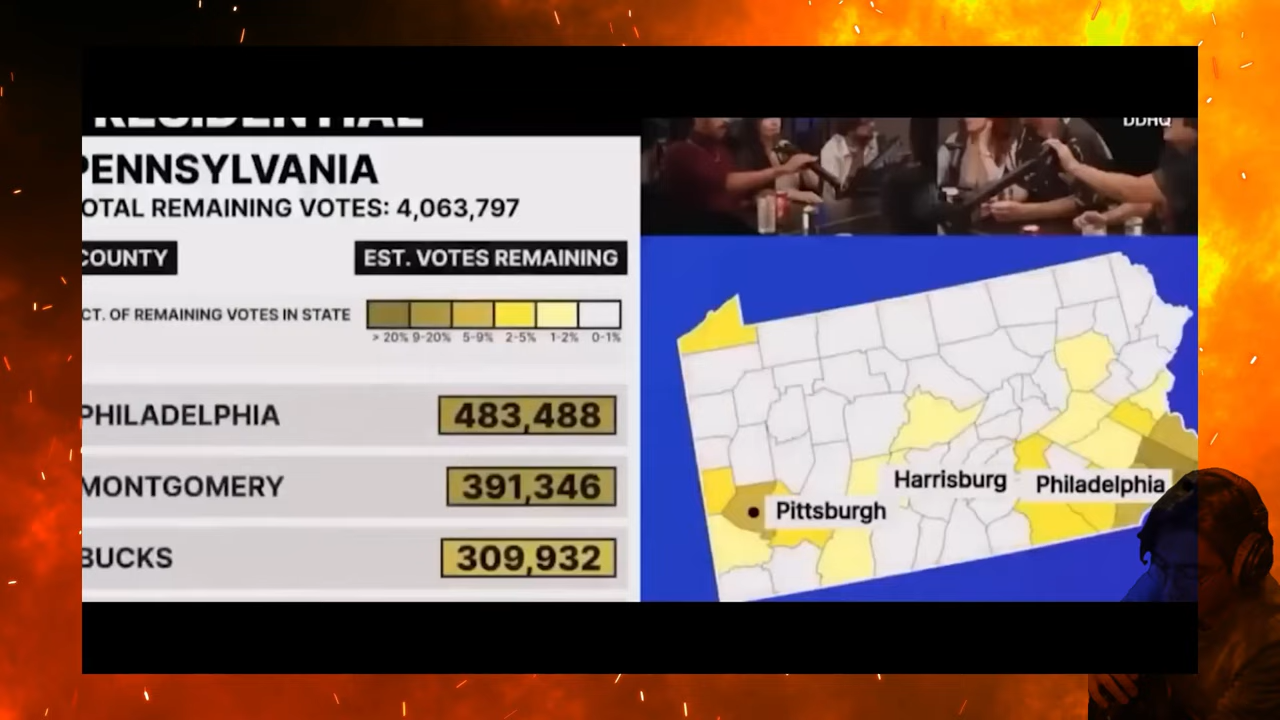 RESIDENTIAL
DDHQ
PENNSYLVANIA
OTAL REMAINING VOTES: 4,063,797
COUNTY
EST. VOTES REMAINING
CT. OF REMAINING VOTES IN STATE
> 20% 9-20% 5-9% 2-5% 1-2% 0-1%
PHILADELPHIA
483,488
MONTGOMERY
391,346
BUCKS
309,932
Harrisburg
Philadelphia
Pittsburgh